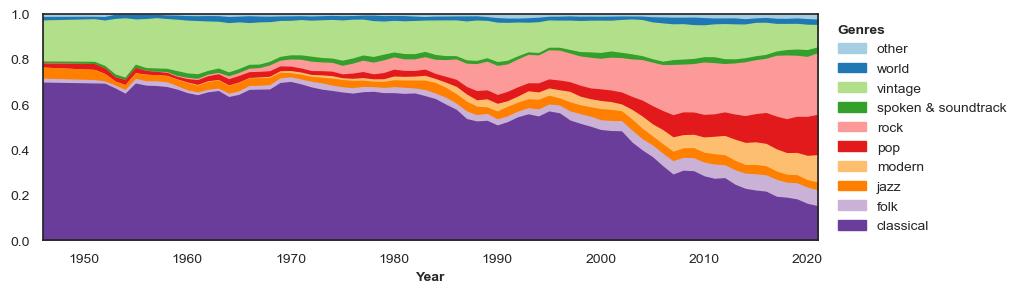 1.0
0.8
0.6
0.4
0.2
0.0
1950 1960 1970 1980 1990 2000 2010 2020
Year
Genres
other
world
vintage
spoken & soundtrack
rock
pop
modern
jazz
folk
classical